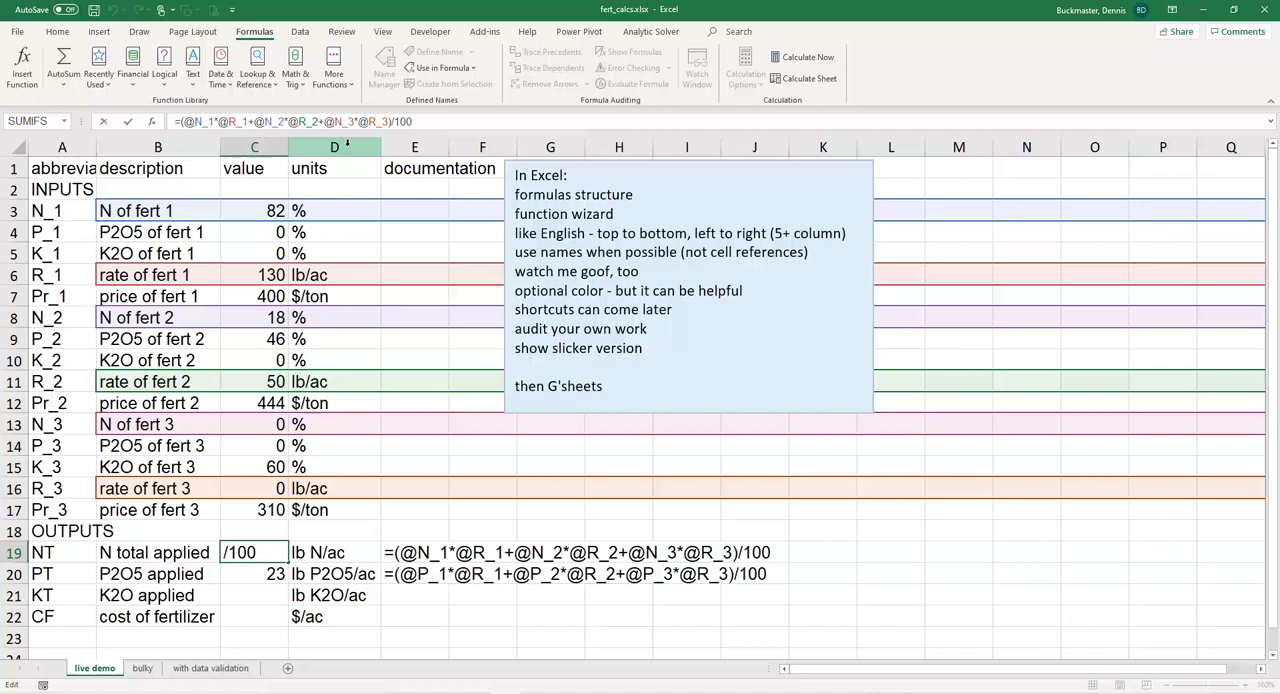 AutoSave Off
fert_calcs.xlsx - Excel
Buckmaster, Dennis BD
File Home Insert Draw Page Layout Formulas Data Review View Developer Add-ins Help Power Pivot Analytic Solver Search Share Comments
Insert Function
AutoSum
Recently Used
Financial
Logical
Text
Date & Time
Lookup & Reference
Math & Trig
More Functions
Function Library
Name Manager
Define Name
Use in Formula
Create from Selection
Defined Names
Trace Precedents
Trace Dependents
Remove Arrows
Show Formulas
Error Checking
Evaluate Formula
Watch Window
Formula Auditing
Calculation Options
Calculate Now
Calculate Sheet
Calculation
SUMIFS =(@N_1*@R_1+@N_2*@R_2+@N_3*@R_3)/100
A B C D E F G H I J K L M N O P Q
1 abbrevia description value units documentation
2 INPUTS
3 N_1 N of fert 1 82 %
4 P_1 P2O5 of fert 1 0 %
5 K_1 K2O of fert 1 0 %
6 R_1 rate of fert 1 130 lb/ac
7 Pr_1 price of fert 1 400 $/ton
8 N_2 N of fert 2 18 %
9 P_2 P2O5 of fert 2 46 %
10 K_2 K2O of fert 2 0 %
11 R_2 rate of fert 2 50 lb/ac
12 Pr_2 price of fert 2 444 $/ton
13 N_3 N of fert 3 0 %
14 P_3 P2O5 of fert 3 0 %
15 K_3 K2O of fert 3 60 %
16 R_3 rate of fert 3 0 lb/ac
17 Pr_3 price of fert 3 310 $/ton
18 OUTPUTS
19 NT N total applied /100 lb N/ac =(@N_1*@R_1+@N_2*@R_2+@N_3*@R_3)/100
20 PT P2O5 applied 23 lb P2O5/ac =(@P_1*@R_1+@P_2*@R_2+@P_3*@R_3)/100
21 KT K2O applied lb K2O/ac
22 CF cost of fertilizer $/ac
23
In Excel:
formulas structure
function wizard
like English - top to bottom, left to right (5+ column)
use names when possible (not cell references)
watch me goof, too
optional color - but it can be helpful
shortcuts can come later
audit your own work
show slicker version
then G'sheets
live demo bulky with data validation
Edit
160%